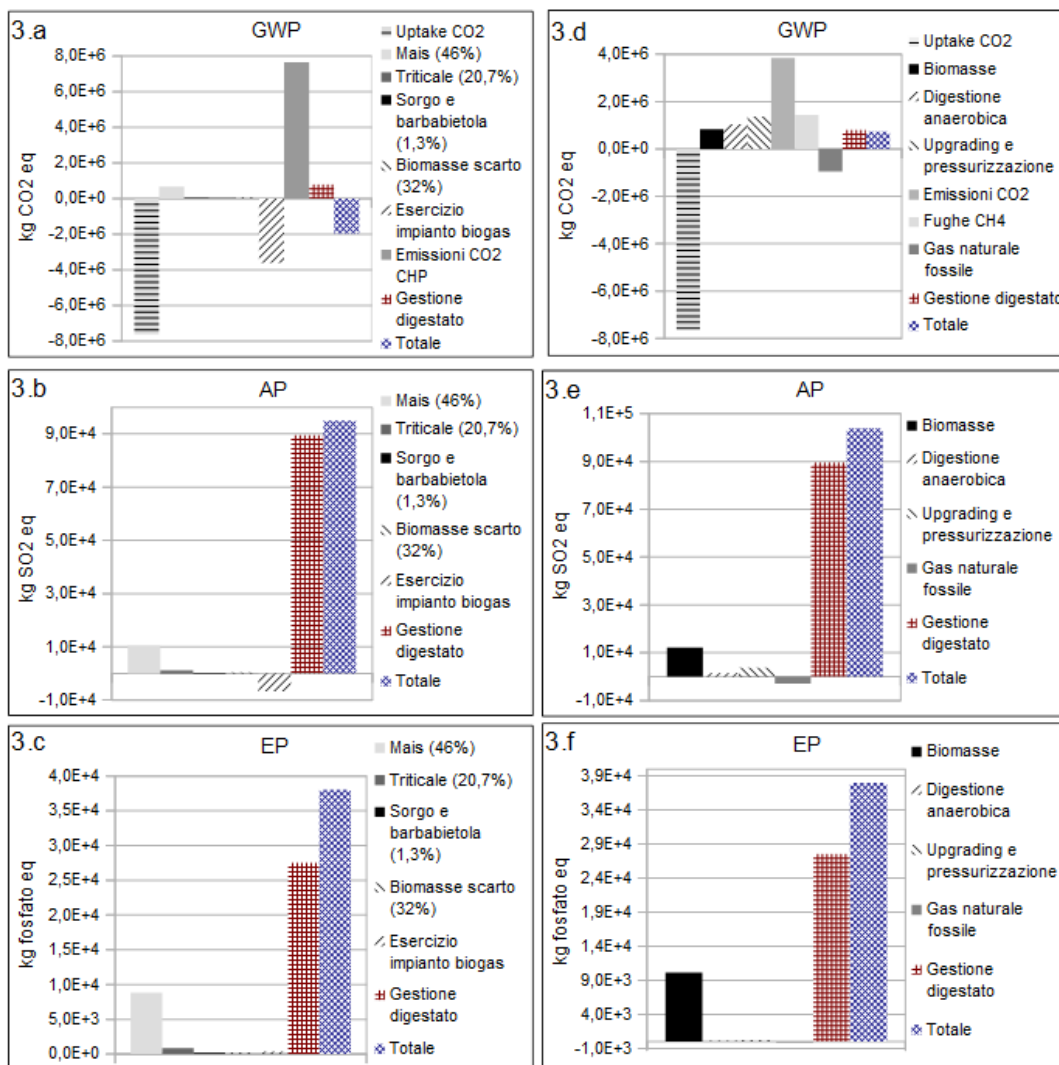 3.a
GWP
kg CO2 eq
8,0E+6
6,0E+6
4,0E+6
2,0E+6
0,0E+0
-2,0E+6
-4,0E+6
-6,0E+6
-8,0E+6
Uptake CO2
Mais (46%)
Triticale (20,7%)
Sorgo e
barbabietola
(1,3%)
Biomasse scarto
(32%)
Esercizio
impianto biogas
Emissioni CO2
CHP
Gestione
digestato
Totale
3.d
GWP
kg CO2 eq
4,0E+6
2,0E+6
0,0E+0
-2,0E+6
-4,0E+6
-6,0E+6
-8,0E+6
Uptake CO2
Biomasse
Digestione
anaerobica
Upgrading e
pressurizzazione
Emissioni CO2
Fughe CH4
Gas naturale
fossile
Gestione digestato
Totale
3.b
AP
kg SO2 eq
9,0E+4
7,0E+4
5,0E+4
3,0E+4
1,0E+4
-1,0E+4
Mais (46%)
Triticale (20,7%)
Sorgo e
barbabietola
(1,3%)
Biomasse scarto
(32%)
Esercizio
impianto biogas
Gestione
digestato
Totale
3.e
AP
kg SO2 eq
1,1E+5
9,0E+4
7,0E+4
5,0E+4
3,0E+4
1,0E+4
-1,0E+4
Biomasse
Digestione
anaerobica
Upgrading e
pressurizzazione
Gas naturale
fossile
Gestione
digestato
Totale
3.c
EP
kg fosfato eq
4,0E+4
3,5E+4
3,0E+4
2,5E+4
2,0E+4
1,5E+4
1,0E+4
5,0E+3
0,0E+0
Mais (46%)
Triticale (20,7%)
Sorgo e
barbabietola
(1,3%)
Biomasse scarto
(32%)
Esercizio
impianto biogas
Gestione
digestato
Totale
3.f
EP
kg fosfato eq
3,9E+4
3,4E+4
2,9E+4
2,4E+4
1,9E+4
1,4E+4
9,0E+3
4,0E+3
-1,0E+3
Biomasse
Digestione
anaerobica
Upgrading e
pressurizzazione
Gas naturale
fossile
Gestione
digestato
Totale